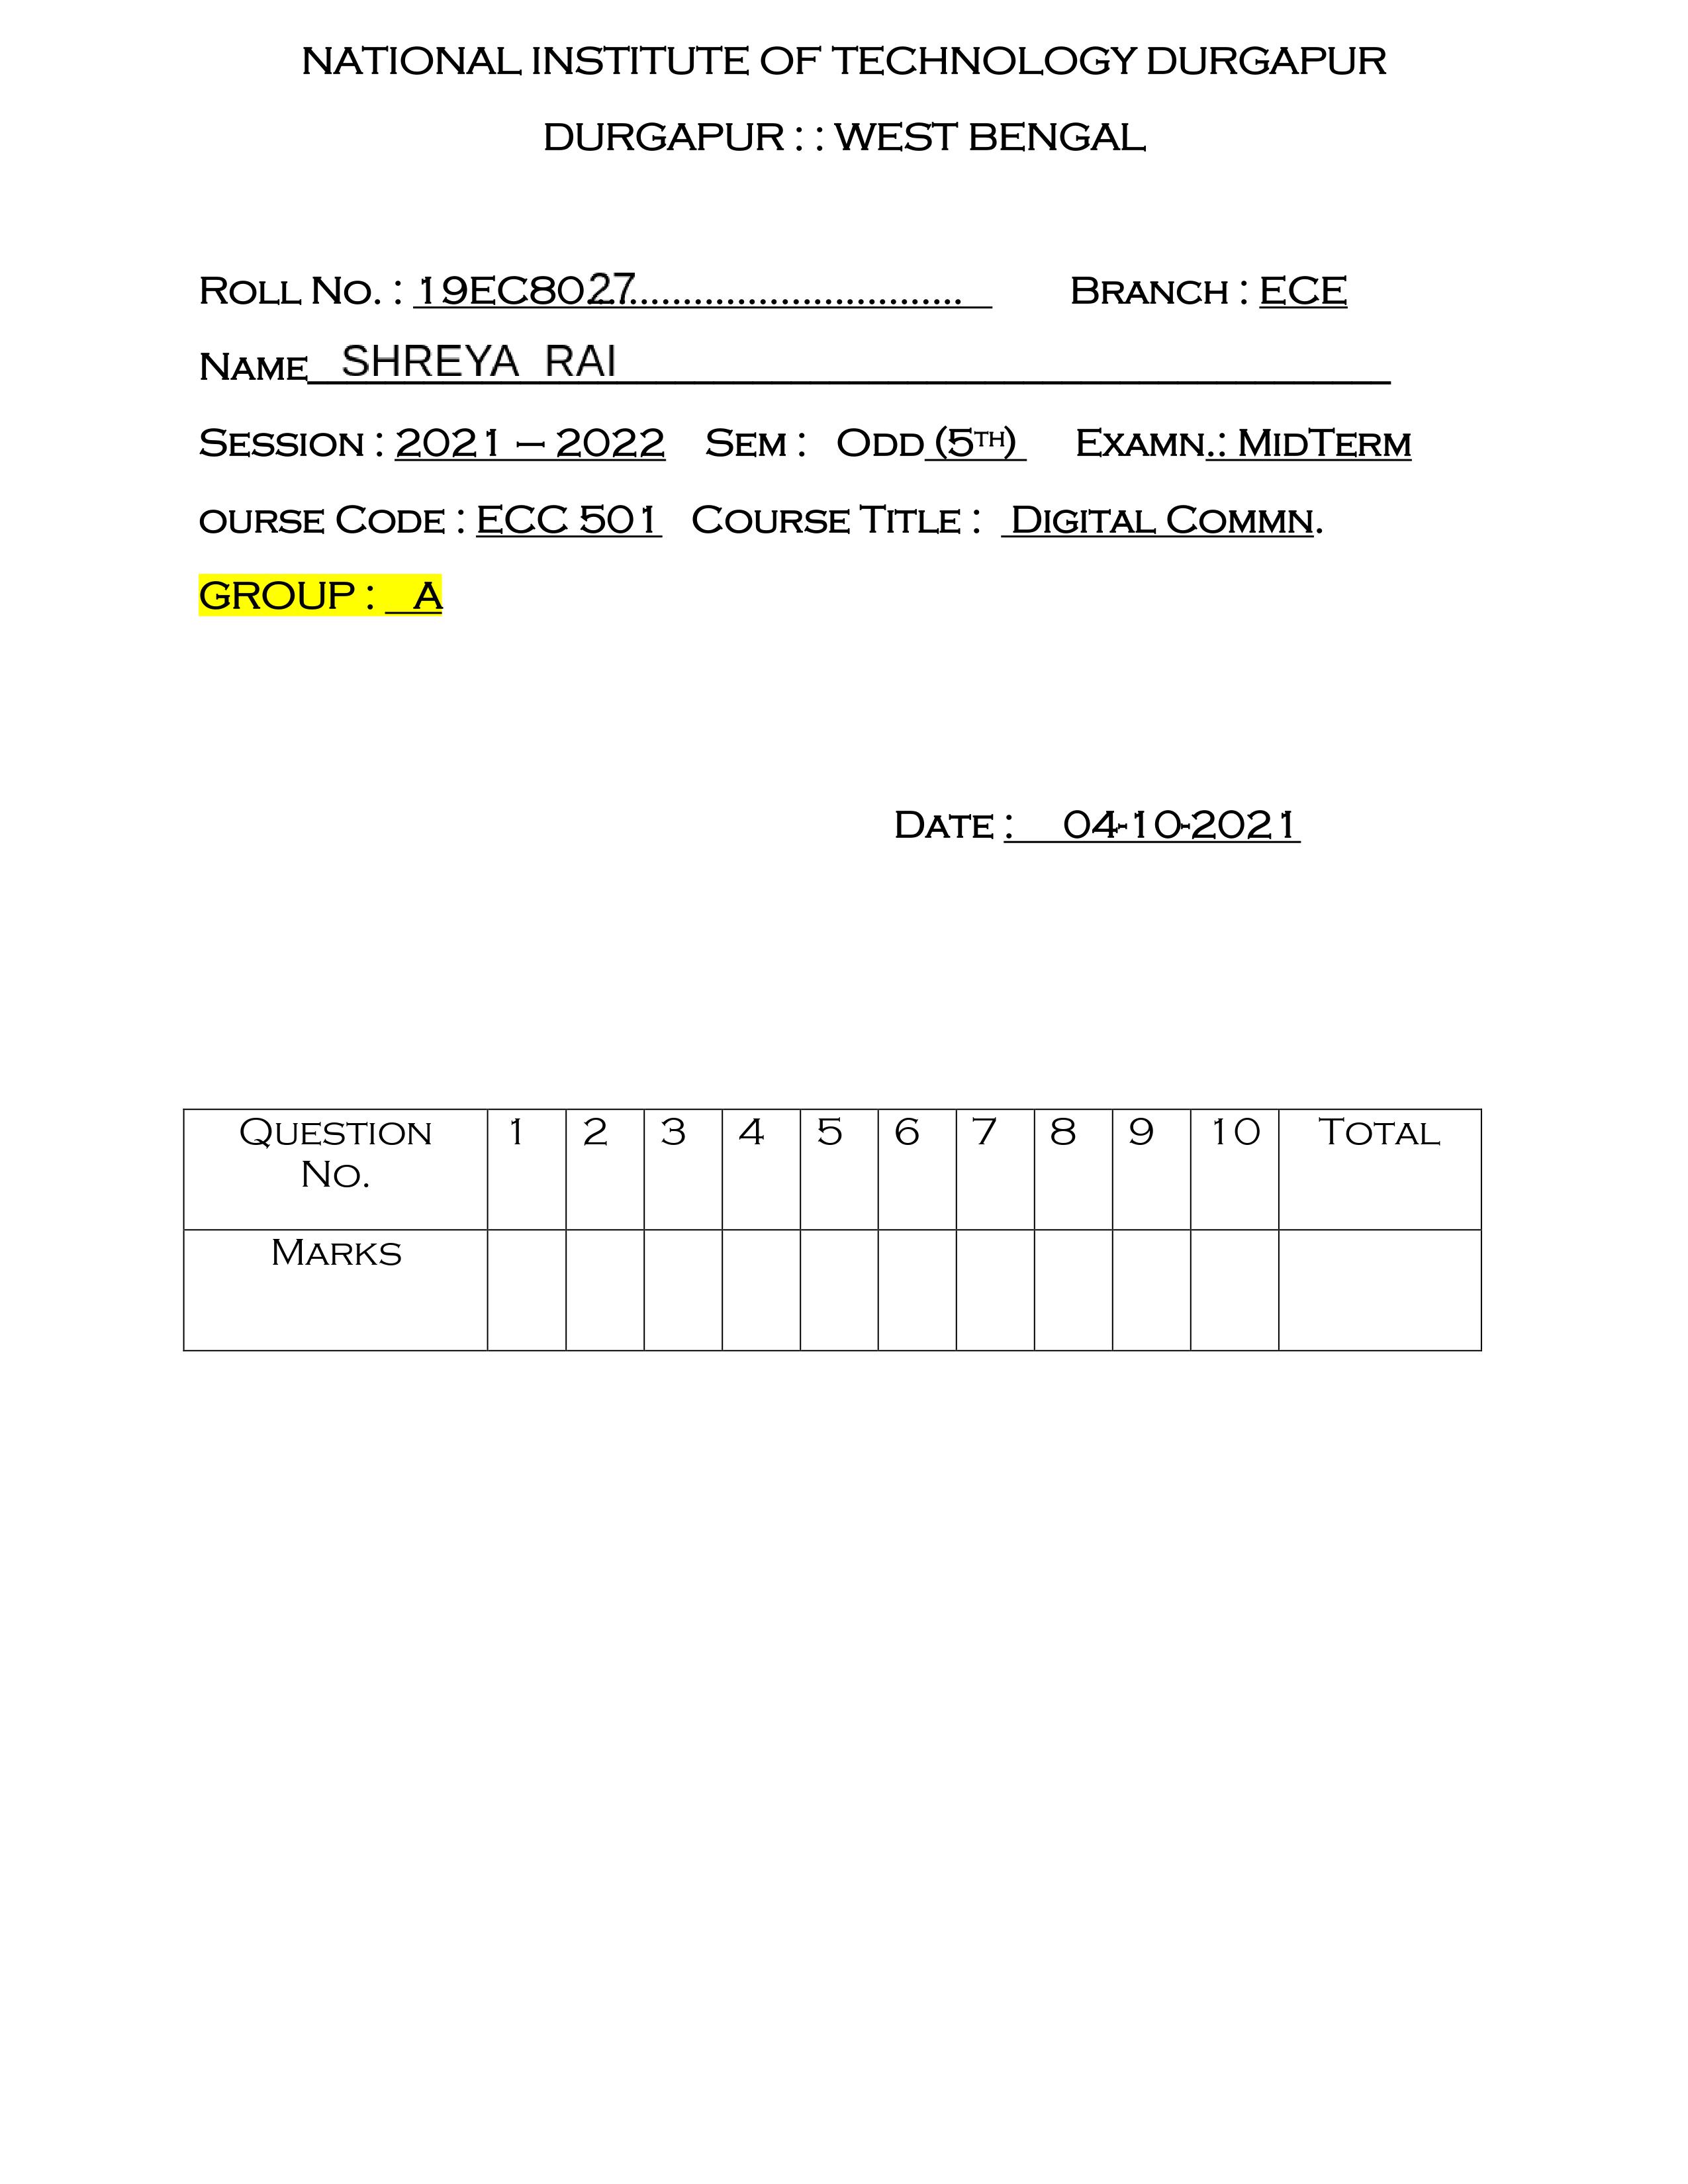 NATIONAL INSTITUTE OF TECHNOLOGY DURGAPUR
DURGAPUR : : WEST BENGAL
ROLL NO. : 19EC8027................................. BRANCH : ECE
NAME SHREYA RAI
SESSION : 2021 – 2022 SEM : ODD (5TH) EXAMN.: MIDTERM
OURSE CODE : ECC 501 COURSE TITLE : DIGITAL COMMN.
GROUP : A
DATE : 04-10-2021
QUESTION NO. 1 2 3 4 5 6 7 8 9 10 TOTAL
MARKS